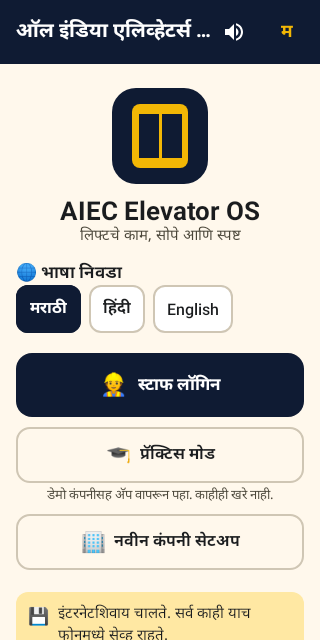 ऑल इंडिया एलिव्हेटर्स ...
म
AIEC Elevator OS
लिफ्टचे काम, सोपे आणि स्पष्ट
भाषा निवडा
मराठी
हिंदी
English
स्टाफ लॉगिन
प्रॅक्टिस मोड
डेमो कंपनीसह ॲप वापरून पहा. काहीही खरे नाही.
नवीन कंपनी सेटअप
इंटरनेटशिवाय चालते. सर्व काही याच
फोनमध्ये सेव्ह राहते.